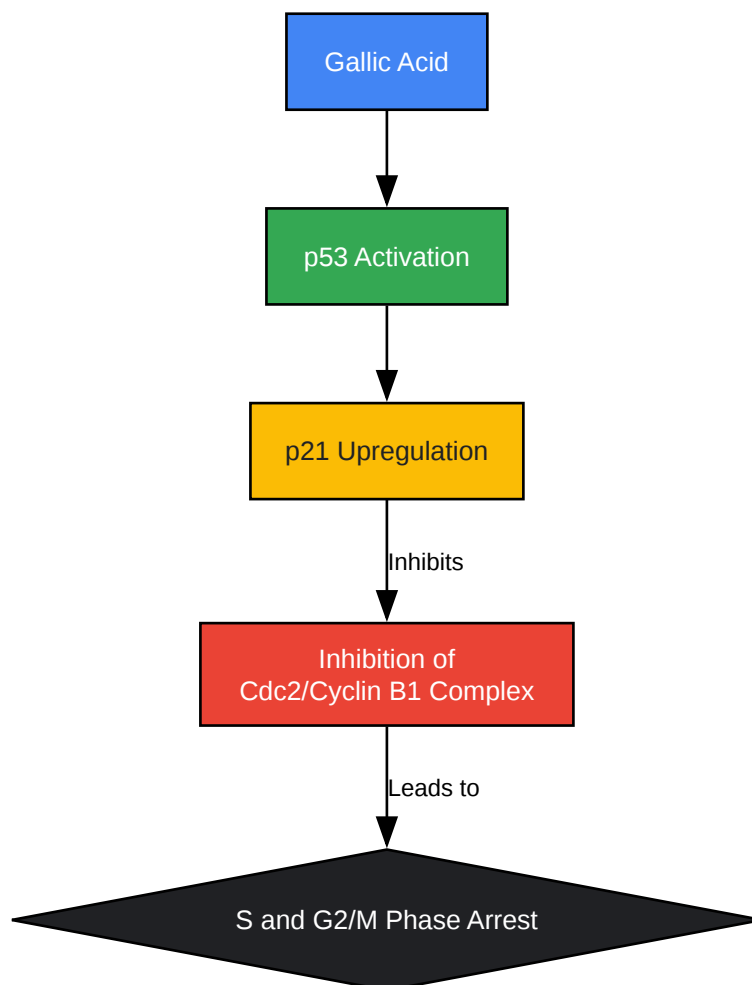 Gallic Acid
p53 Activation
p21 Upregulation
Inhibits
Inhibition of
Cdc2/Cyclin B1 Complex
Leads to
S and G2/M Phase Arrest